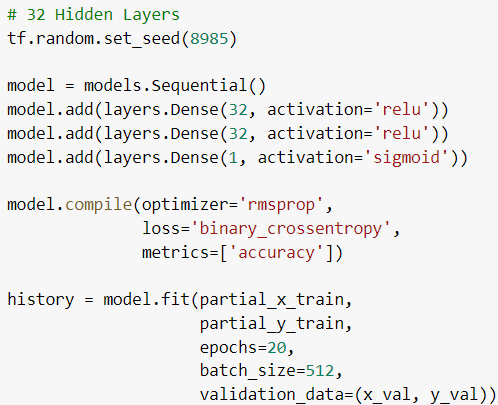 # 32 Hidden Layers
tf.random.set_seed(8985)
model = models.Sequential()
model.add(layers.Dense(32, activation='relu'))
model.add(layers.Dense(32, activation='relu'))
model.add(layers.Dense(1, activation='sigmoid'))
model.compile(optimizer='rmsprop',
loss='binary_crossentropy',
metrics=['accuracy'])
history = model.fit(partial_x_train,
partial_y_train,
epochs=20,
batch_size=512,
validation_data=(x_val, y_val))